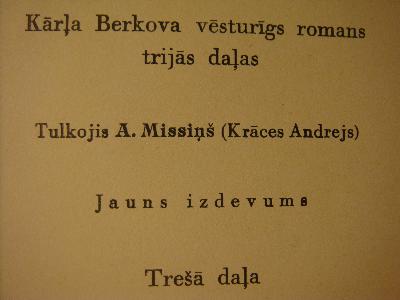 Kārļa Berkova vēsturīgs romans
trijās daļas
Tulkojis A. Missiņš (Krāces Andrejs)
Jauns izdevums
Trešā daļa